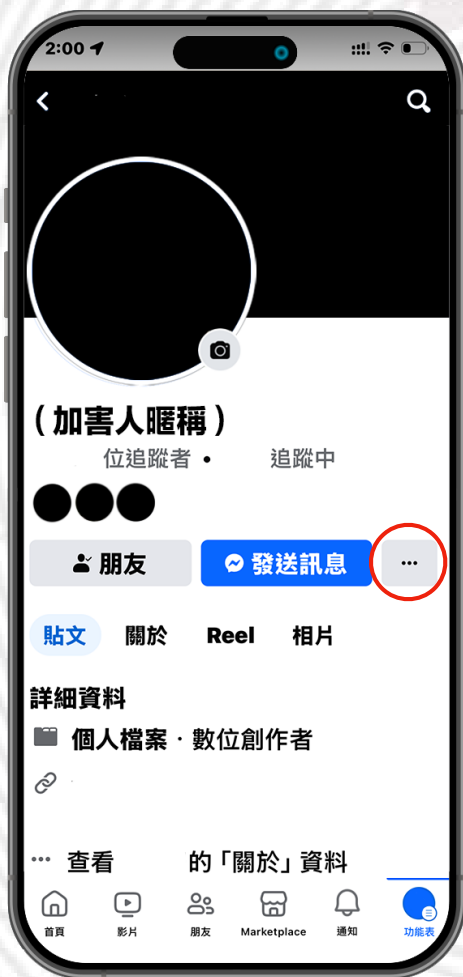 2:00
（加害人暱稱）
位追蹤者 • 追蹤中
朋友 發送訊息 ...
貼文 關於 Reel 相片
詳細資料
個人檔案 · 數位創作者
... 查看 的「關於」資料
首頁 影片 朋友 Marketplace 通知 功能表